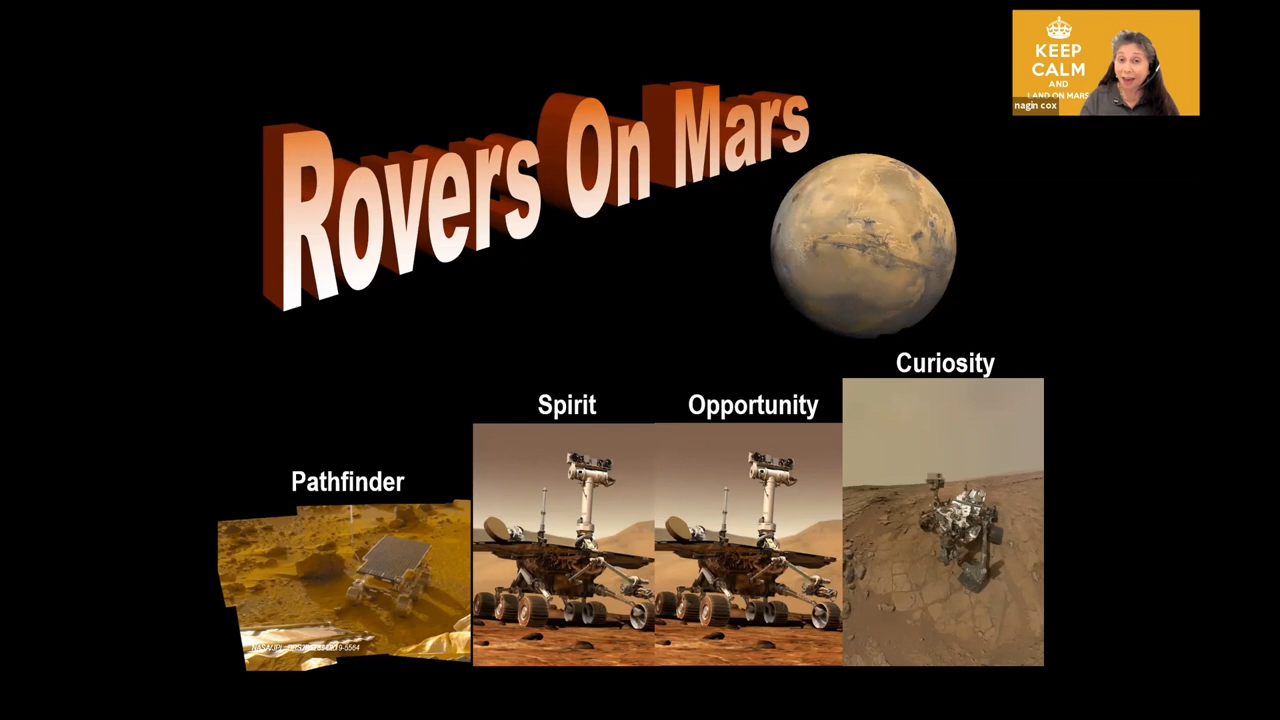 KEEP
CALM
AND
LAND ON MARS
nagin cox
Rovers On Mars
Curiosity
Spirit
Opportunity
Pathfinder